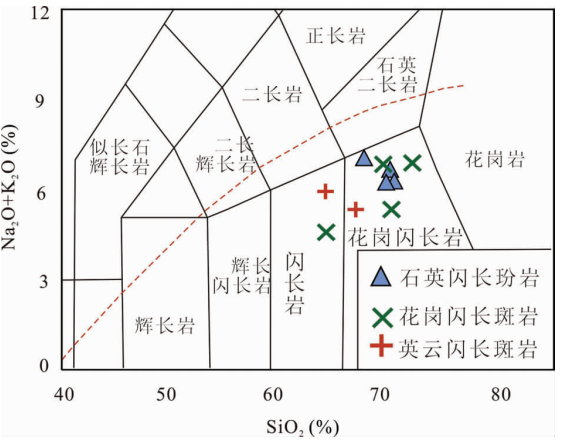 12
正长岩
石英
二长岩
二长岩
9
似长石
辉长岩
二长
辉长岩
花岗岩
Na₂O+K₂O (%)
6
花岗闪长岩
辉长
闪长岩
闪
长
岩
3
石英闪长玢岩
辉长岩
花岗闪长斑岩
英云闪长斑岩
0
40
50
60
70
80
SiO₂ (%)